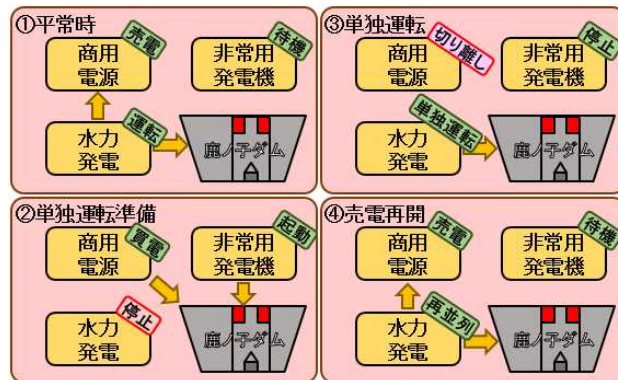 ①平常時
商用
電源
売電
非常用
発電機
待機
水力
発電
運転
鹿ノ子ダム
②単独運転準備
商用
電源
買電
非常用
発電機
起動
水力
発電
停止
鹿ノ子ダム
③単独運転
商用
電源
切り離し
非常用
発電機
停止
水力
発電
単独運転
鹿ノ子ダム
④売電再開
商用
電源
売電
非常用
発電機
待機
水力
発電
再並列
鹿ノ子ダム